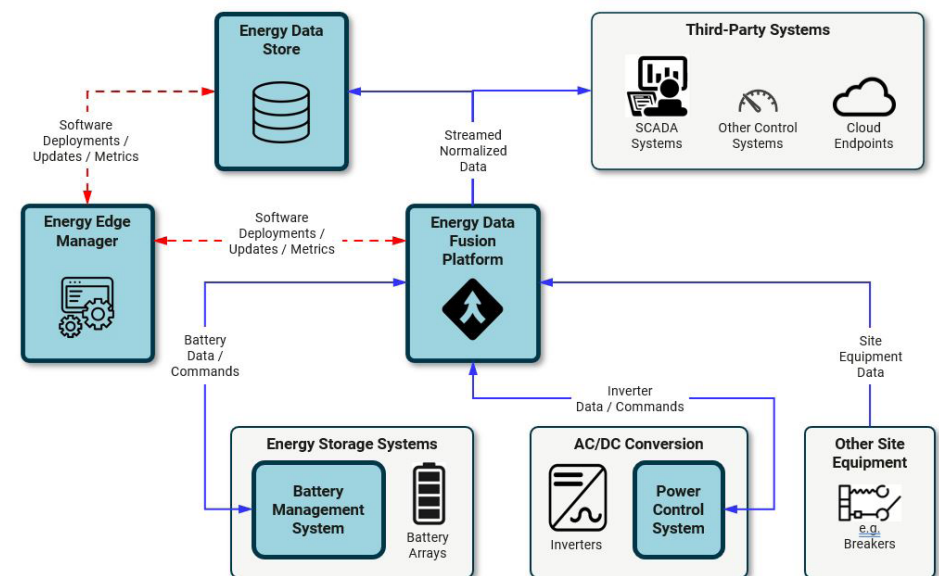 Energy Data
Store
Third-Party Systems
SCADA
Systems
Other Control
Systems
Cloud
Endpoints
Software
Deployments /
Updates / Metrics
Streamed
Normalized
Data
Energy Edge
Manager
Software
Deployments /
Updates / Metrics
Energy Data
Fusion
Platform
Battery
Data /
Commands
Site
Equipment
Data
Inverter
Data / Commands
Energy Storage Systems
Battery
Management
System
Battery
Arrays
AC/DC Conversion
Inverters
Power
Control
System
Other Site
Equipment
e.g.
Breakers